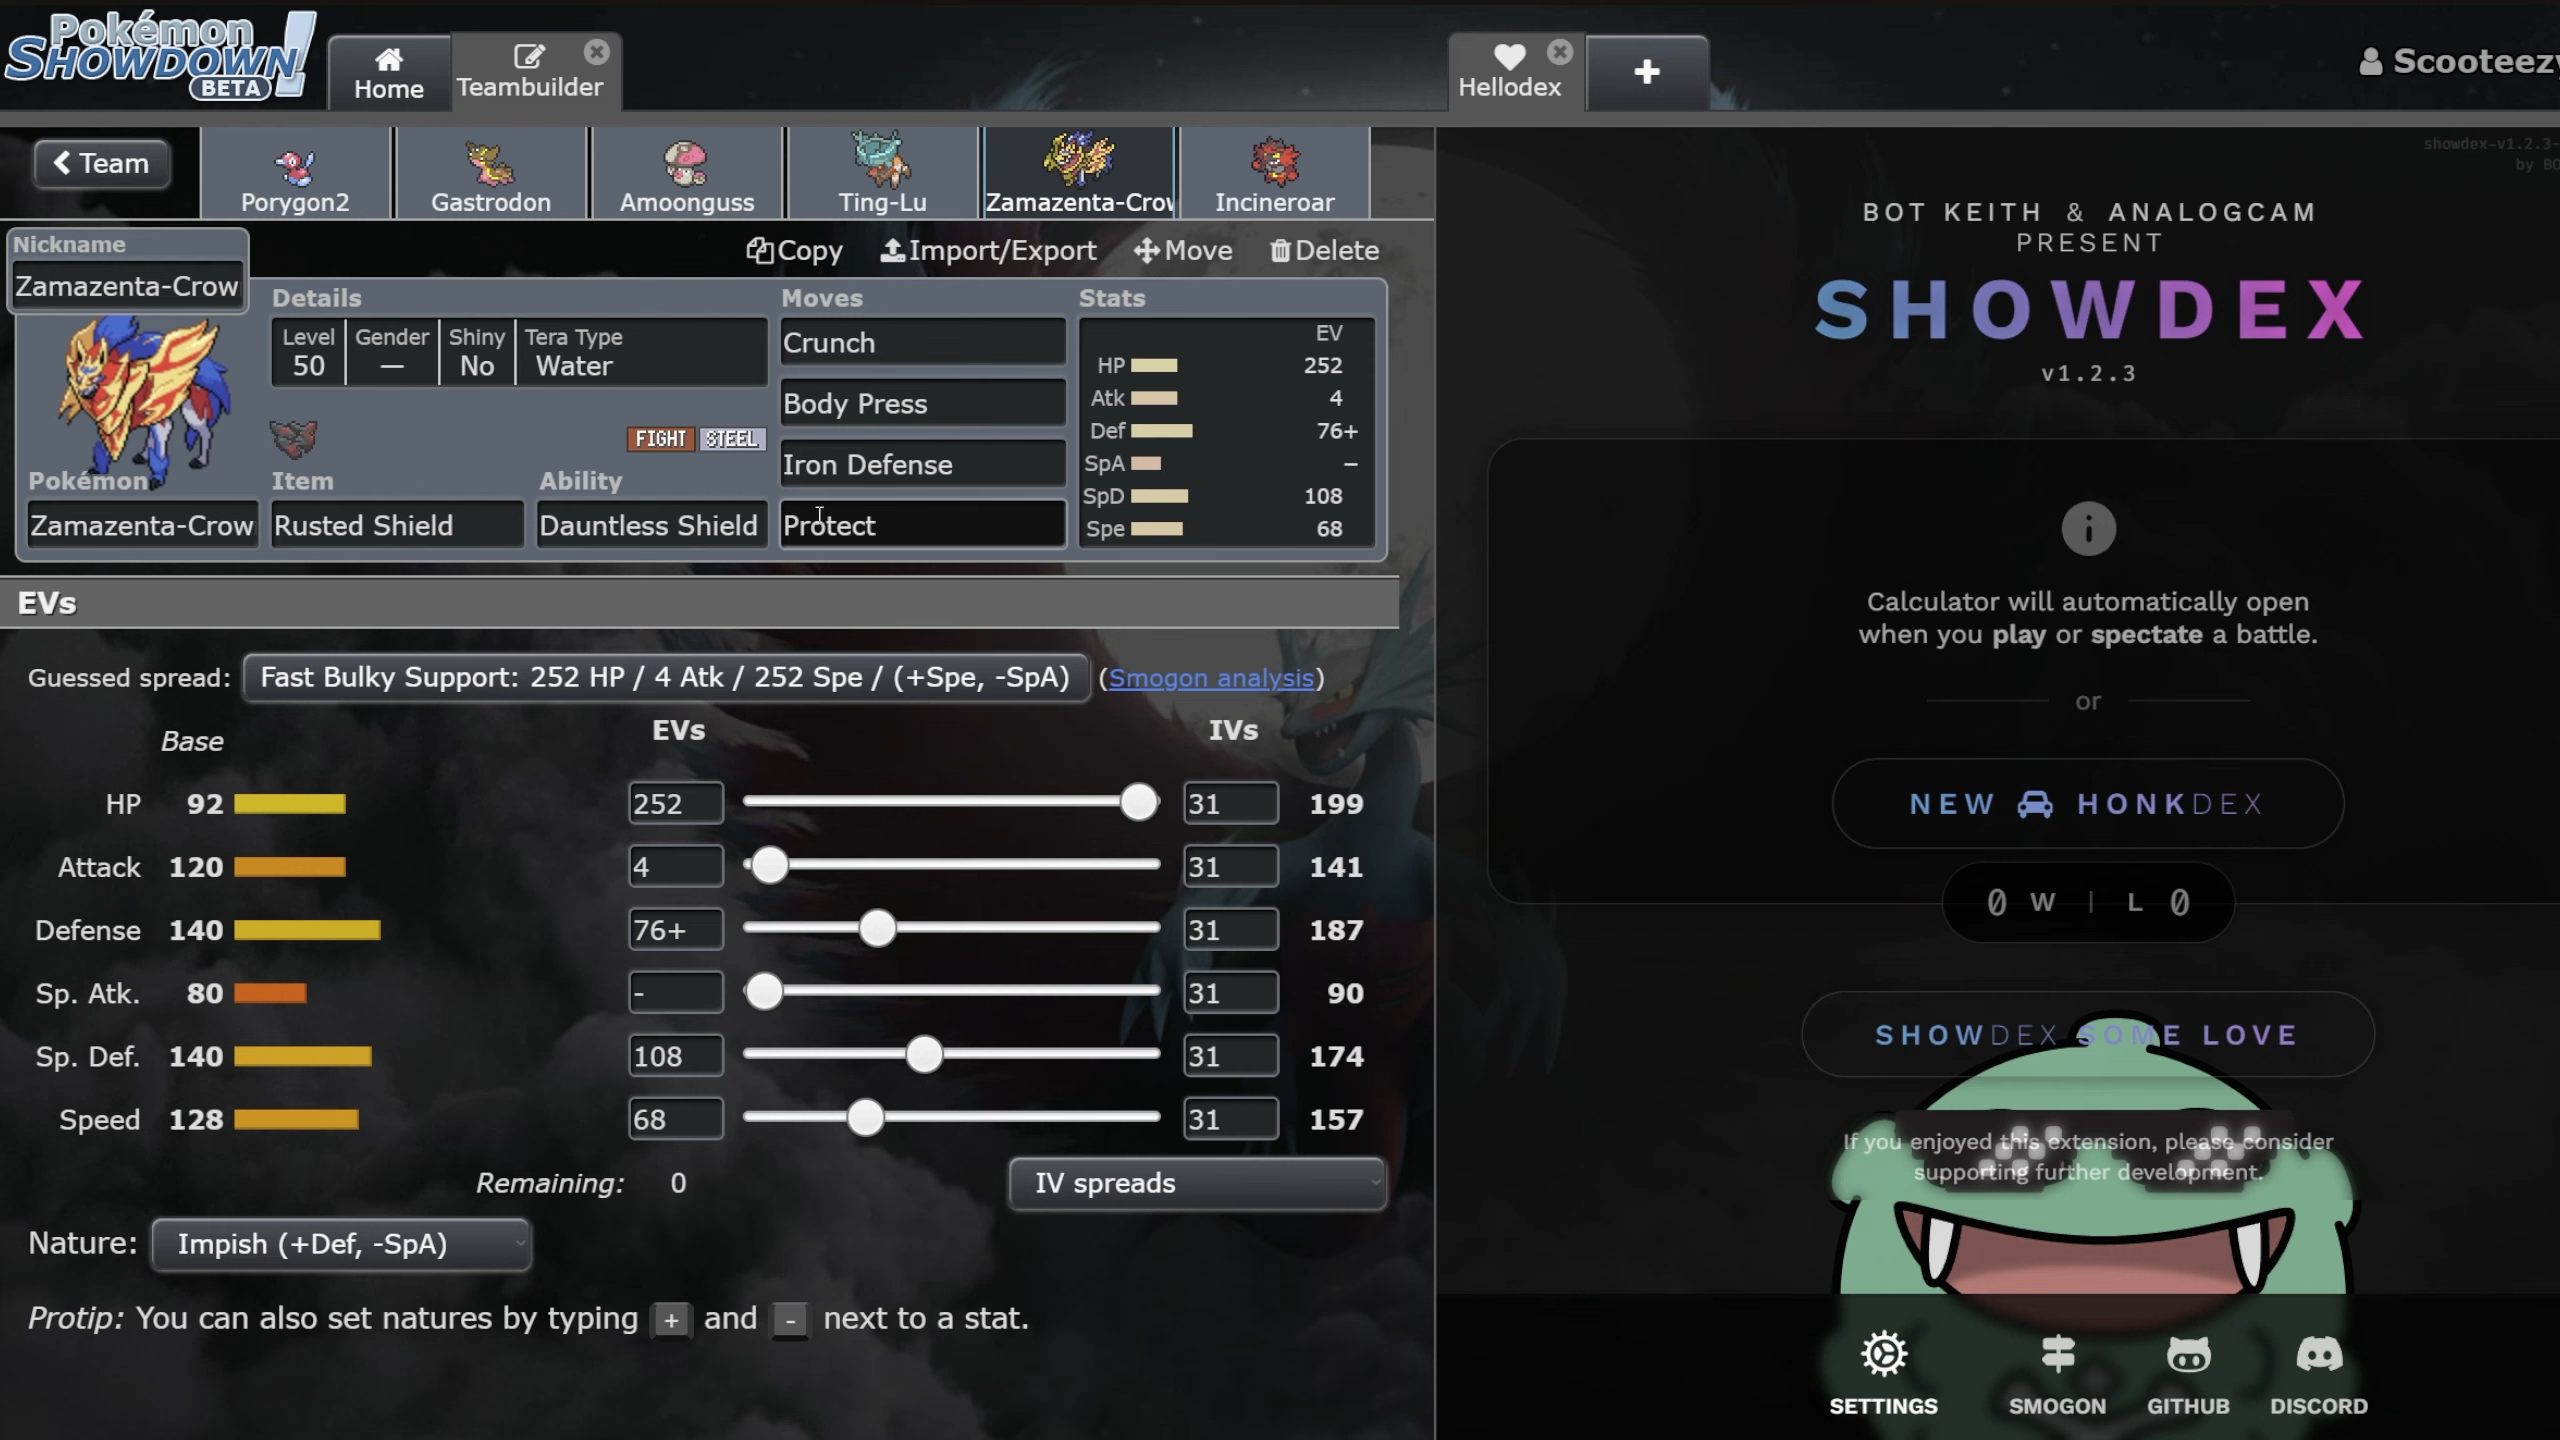 Pokémon
SHOWDOWN!
BETA
Home
Teambuilder
Hellodex
+
Scooteezy
Team
Porygon2
Gastrodon
Amoonguss
Ting-Lu
Zamazenta-Crow
Incineroar
showdex-v1.2.3-
by BO
Nickname
Zamazenta-Crow
Copy
Import/Export
Move
Delete
Details
Moves
Stats
Level
50
Gender
—
Shiny
No
Tera Type
Water
FIGHT
STEEL
Pokémon
Zamazenta-Crow
Item
Rusted Shield
Ability
Dauntless Shield
Crunch
Body Press
Iron Defense
Protect
EV
HP 252
Atk 4
Def 76+
SpA –
SpD 108
Spe 68
EVs
Guessed spread: Fast Bulky Support: 252 HP / 4 Atk / 252 Spe / (+Spe, -SpA) (Smogon analysis)
Base EVs IVs
HP 92 252 31 199
Attack 120 4 31 141
Defense 140 76+ 31 187
Sp. Atk. 80 - 31 90
Sp. Def. 140 108 31 174
Speed 128 68 31 157
Remaining: 0
IV spreads
Nature: Impish (+Def, -SpA)
Protip: You can also set natures by typing + and - next to a stat.
BOT KEITH & ANALOGCAM
PRESENT
SHOWDEX
v1.2.3
Calculator will automatically open
when you play or spectate a battle.
or
NEW HONKDEX
0 W | L 0
SHOWDEX SOME LOVE
If you enjoyed this extension, please consider
supporting further development.
SETTINGS
SMOGON
GITHUB
DISCORD